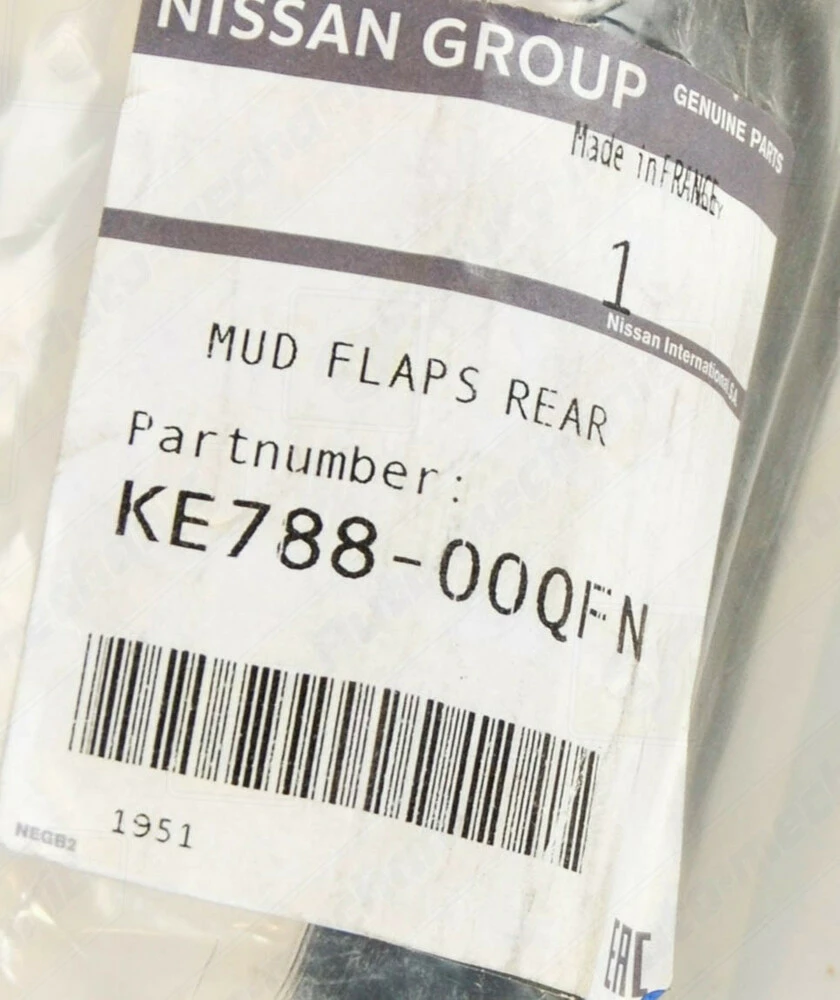 NISSAN GROUP GENUINE PARTS
Made in FRANCE
1
Nissan International S.A.
MUD FLAPS REAR
Partnumber:
KE788-00QFN
1951
NEGB2
EAC